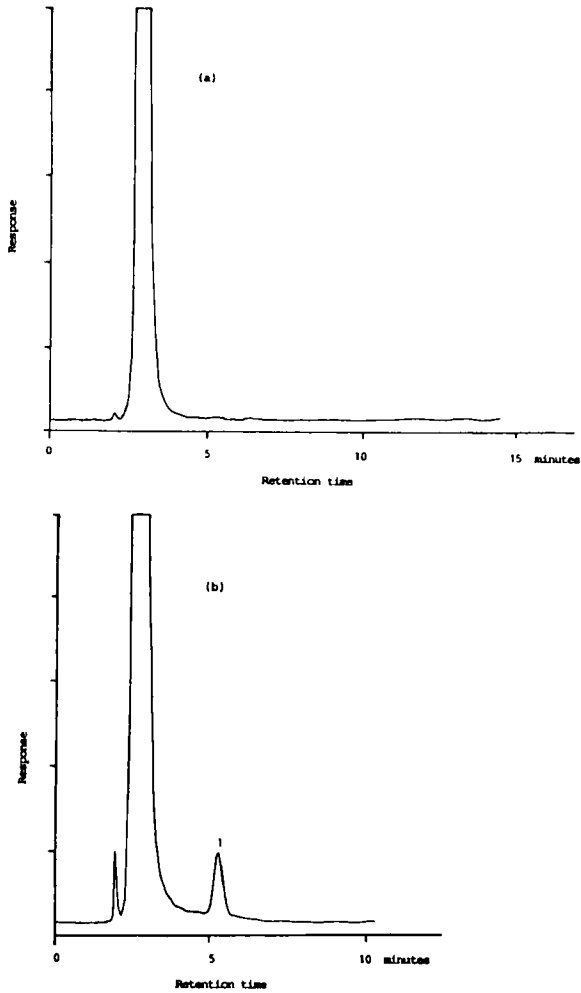 (a)
Response
0 5 10 15 minutes
Retention time
(b)
1
Response
0 5 10 minutes
Retention time